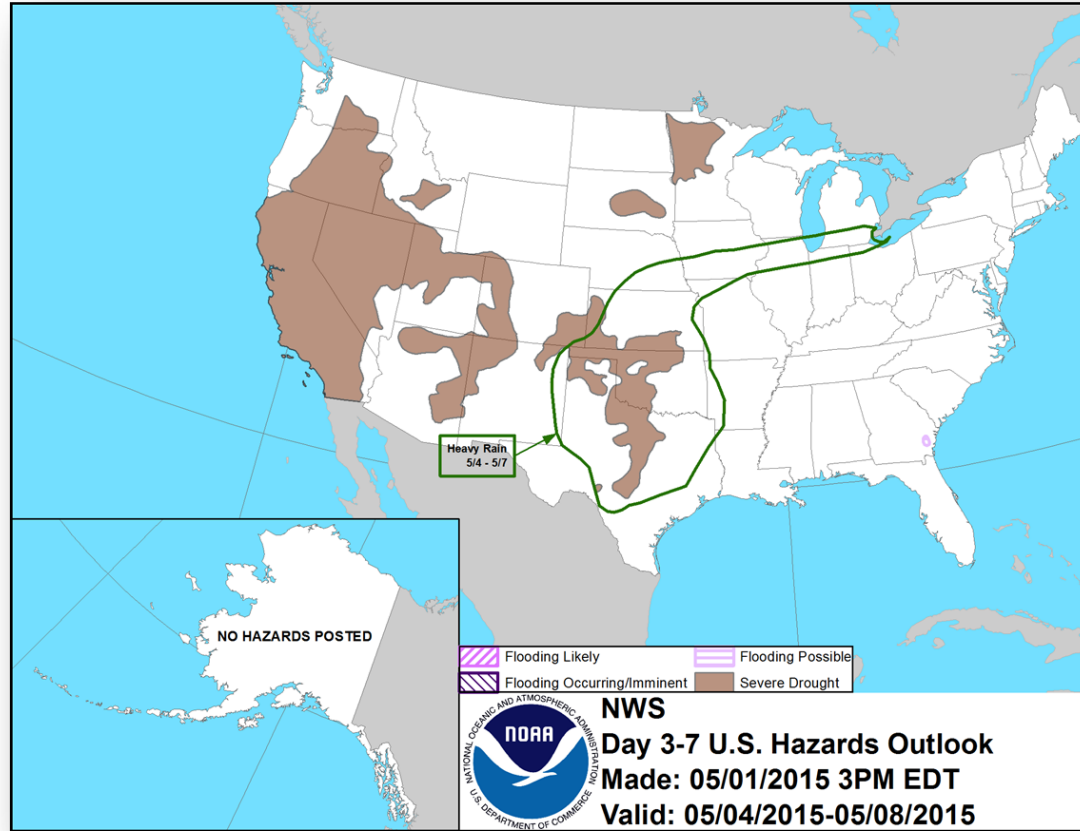 Heavy Rain
5/4 - 5/7
NO HAZARDS POSTED
Flooding Likely
Flooding Possible
Flooding Occurring/Imminent
Severe Drought
NATIONAL OCEANIC AND ATMOSPHERIC ADMINISTRATION
NOAA
U.S. DEPARTMENT OF COMMERCE
NWS
Day 3-7 U.S. Hazards Outlook
Made: 05/01/2015 3PM EDT
Valid: 05/04/2015-05/08/2015